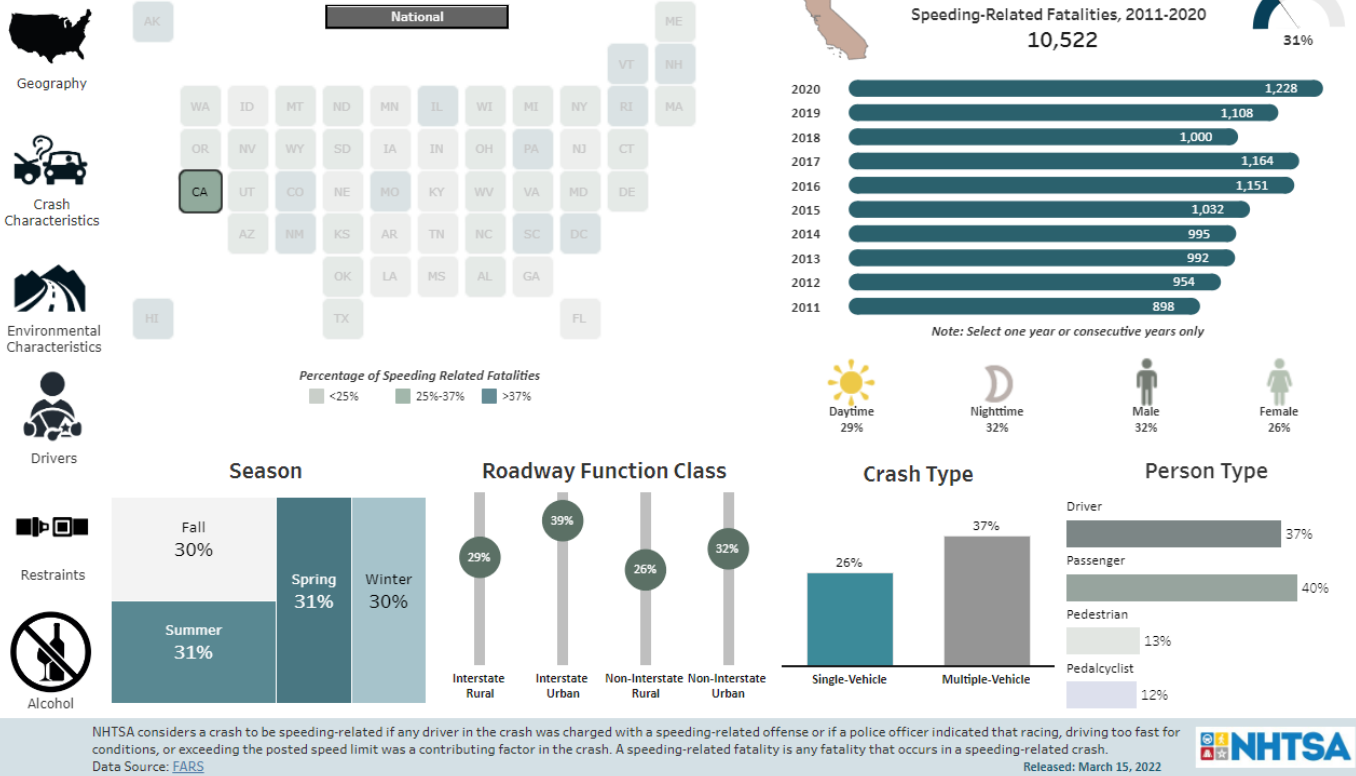 National
Speeding-Related Fatalities, 2011-2020
10,522
31%
Geography
Crash
Characteristics
Environmental
Characteristics
Drivers
Restraints
Alcohol
AK
ME
VT
NH
WA
ID
MT
ND
MN
IL
WI
MI
NY
RI
MA
OR
NV
WY
SD
IA
IN
OH
PA
NJ
CT
CA
UT
CO
NE
MO
KY
WV
VA
MD
DE
AZ
NM
KS
AR
TN
NC
SC
DC
OK
LA
MS
AL
GA
HI
TX
FL
Percentage of Speeding Related Fatalities
<25%
25%-37%
>37%
2020
1,228
2019
1,108
2018
1,000
2017
1,164
2016
1,151
2015
1,032
2014
995
2013
992
2012
954
2011
898
Note: Select one year or consecutive years only
Daytime
29%
Nighttime
32%
Male
32%
Female
26%
Season
Fall
30%
Summer
31%
Spring
31%
Winter
30%
Roadway Function Class
29%
39%
26%
32%
Interstate
Rural
Interstate
Urban
Non-Interstate
Rural
Non-Interstate
Urban
Crash Type
26%
37%
Single-Vehicle
Multiple-Vehicle
Person Type
Driver
37%
Passenger
40%
Pedestrian
13%
Pedalcyclist
12%
NHTSA considers a crash to be speeding-related if any driver in the crash was charged with a speeding-related offense or if a police officer indicated that racing, driving too fast for
conditions, or exceeding the posted speed limit was a contributing factor in the crash. A speeding-related fatality is any fatality that occurs in a speeding-related crash.
Data Source: FARS
Released: March 15, 2022
NHTSA